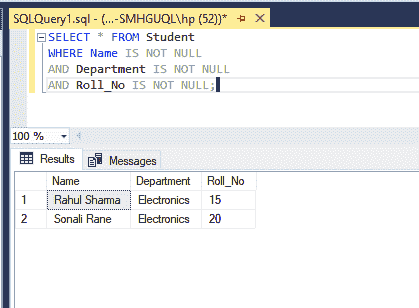 SQLQuery1.sql - (...-SMHGUQL\hp (52))*
SELECT * FROM Student
WHERE Name IS NOT NULL
AND Department IS NOT NULL
AND Roll_No IS NOT NULL;
100 %
Results Messages
Name Department Roll_No
1 Rahul Sharma Electronics 15
2 Sonali Rane Electronics 20